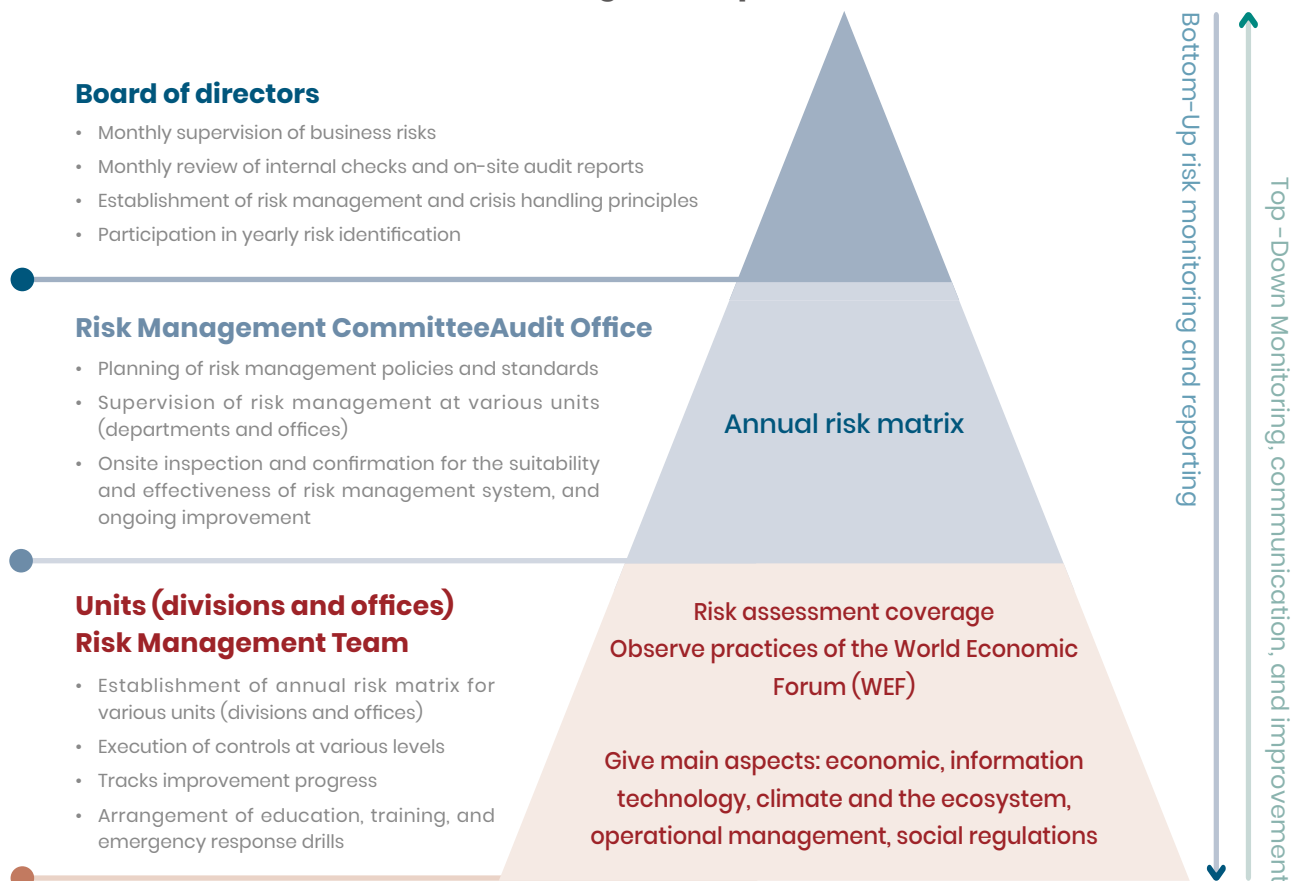 Board of directors
• Monthly supervision of business risks
• Monthly review of internal checks and on-site audit reports
• Establishment of risk management and crisis handling principles
• Participation in yearly risk identification
Risk Management CommitteeAudit Office
• Planning of risk management policies and standards
• Supervision of risk management at various units
(departments and offices)
• Onsite inspection and confirmation for the suitability
and effectiveness of risk management system, and
ongoing improvement
Annual risk matrix
Units (divisions and offices)
Risk Management Team
• Establishment of annual risk matrix for
various units (divisions and offices)
• Execution of controls at various levels
• Tracks improvement progress
• Arrangement of education, training, and
emergency response drills
Risk assessment coverage
Observe practices of the World Economic
Forum (WEF)
Give main aspects: economic, information
technology, climate and the ecosystem,
operational management, social regulations
Bottom-Up risk monitoring and reporting
Top -Down Monitoring, communication, and improvement